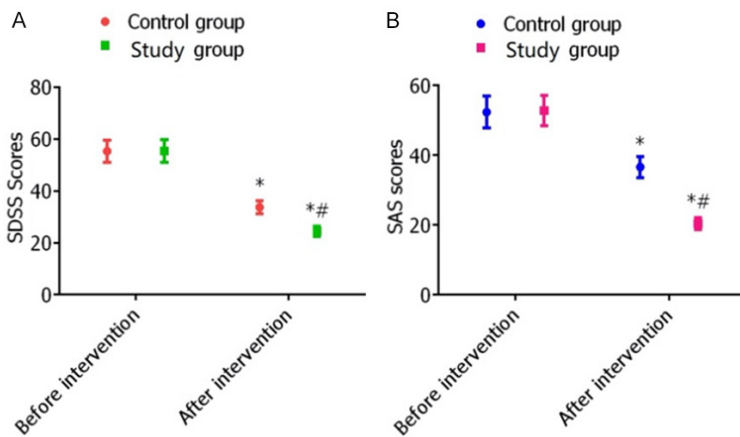 A
Control group
Study group
SDSS Scores
80
60
40
20
0
*
*#
Before intervention
After intervention
B
Control group
Study group
SAS scores
60
40
20
0
*
*#
Before intervention
After intervention